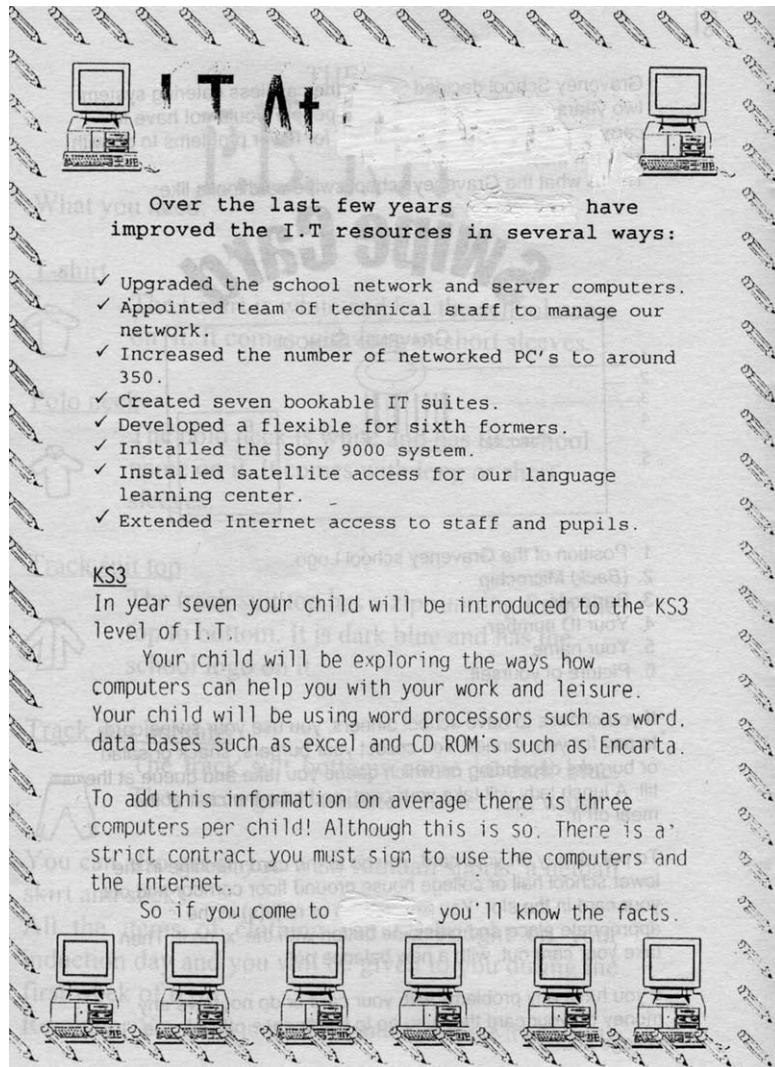 I T At
Over the last few years have
improved the I.T resources in several ways:
✓ Upgraded the school network and server computers.
✓ Appointed team of technical staff to manage our
network.
✓ Increased the number of networked PC's to around
350.
✓ Created seven bookable IT suites.
✓ Developed a flexible for sixth formers.
✓ Installed the Sony 9000 system.
✓ Installed satellite access for our language
learning center.
✓ Extended Internet access to staff and pupils.
KS3
In year seven your child will be introduced to the KS3
level of I.T.
Your child will be exploring the ways how
computers can help you with your work and leisure.
Your child will be using word processors such as word,
data bases such as excel and CD ROM's such as Encarta.
To add this information on average there is three
computers per child! Although this is so. There is a
strict contract you must sign to use the computers and
the Internet.
So if you come to you'll know the facts.